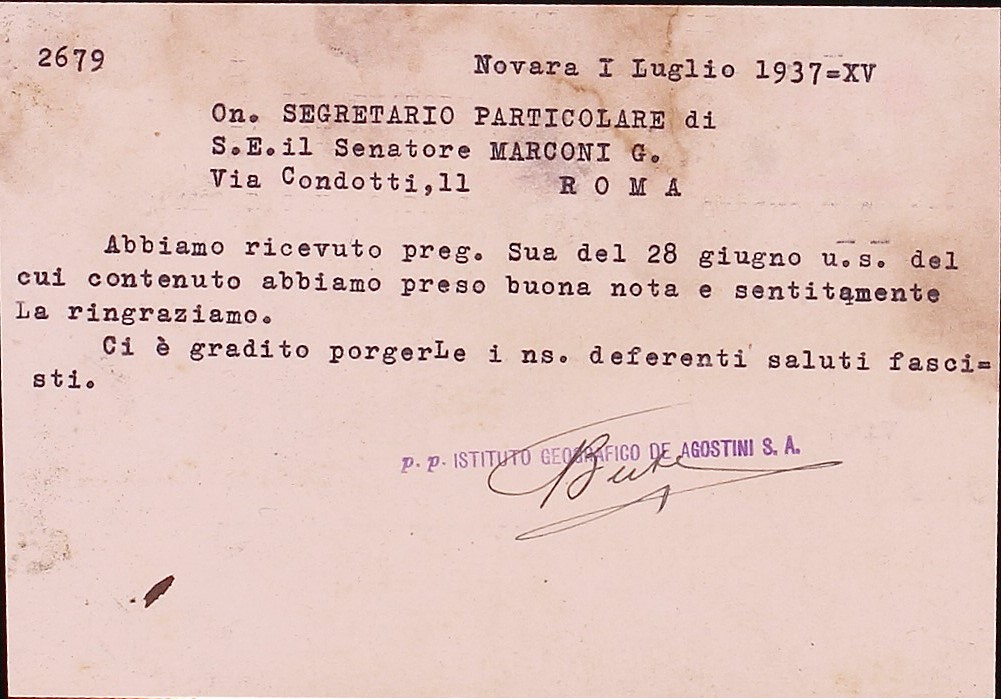 2679
Novara I Luglio 1937=XV
On. SEGRETARIO PARTICOLARE di
S.E.il Senatore MARCONI G.
Via Condotti,11 R O M A
Abbiamo ricevuto preg. Sua del 28 giugno u.s. del
cui contenuto abbiamo preso buona nota e sentitamente
La ringraziamo.
Ci è gradito porgerLe i ns. deferenti saluti fasci=
sti.
p. p. ISTITUTO GEOGRAFICO DE AGOSTINI S. A.